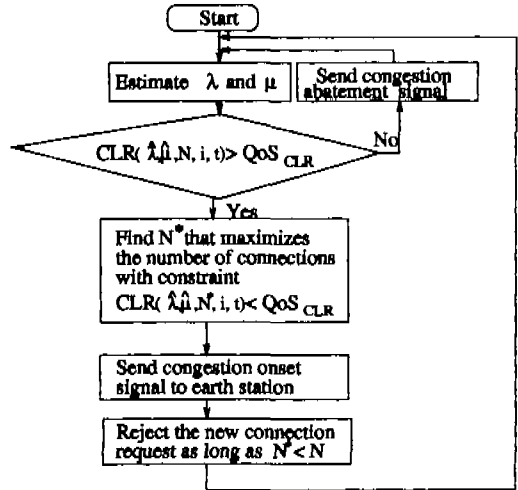 Start
Estimate λ and μ
Send congestion
abatement signal
CLR( λ̂,μ̂,N, i, t)> QoS CLR
No
Yes
Find N* that maximizes
the number of connections
with constraint
CLR( λ̂,μ̂,N*, i, t)< QoS CLR
Send congestion onset
signal to earth station
Reject the new connection
request as long as N*< N